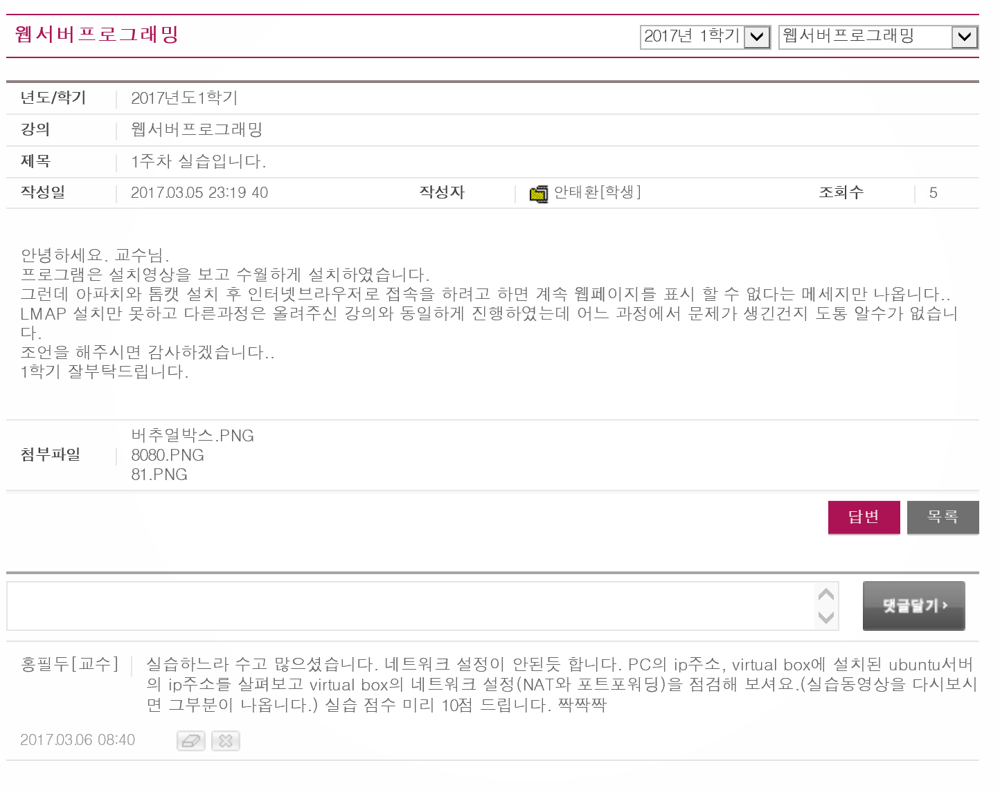 웹서버프로그래밍 2017년 1학기 웹서버프로그래밍
년도/학기 2017년도1학기
강의 웹서버프로그래밍
제목 1주차 실습입니다.
작성일 2017.03.05 23:19 40 작성자 안태환[학생] 조회수 5
안녕하세요. 교수님.
프로그램은 설치영상을 보고 수월하게 설치하였습니다.
그런데 아파치와 톰캣 설치 후 인터넷브라우저로 접속을 하려고 하면 계속 웹페이지를 표시 할 수 없다는 메세지만 나옵니다..
LMAP 설치만 못하고 다른과정은 올려주신 강의와 동일하게 진행하였는데 어느 과정에서 문제가 생긴건지 도통 알수가 없습니
다.
조언을 해주시면 감사하겠습니다..
1학기 잘부탁드립니다.
첨부파일
버추얼박스.PNG
8080.PNG
81.PNG
답변 목록
댓글달기
홍필두[교수] 실습하느라 수고 많으셨습니다. 네트워크 설정이 안된듯 합니다. PC의 ip주소, virtual box에 설치된 ubuntu서버
의 ip주소를 살펴보고 virtual box의 네트워크 설정(NAT와 포트포워딩)을 점검해 보셔요.(실습동영상을 다시보시
면 그부분이 나옵니다.) 실습 점수 미리 10점 드립니다. 짝짝짝
2017.03.06 08:40